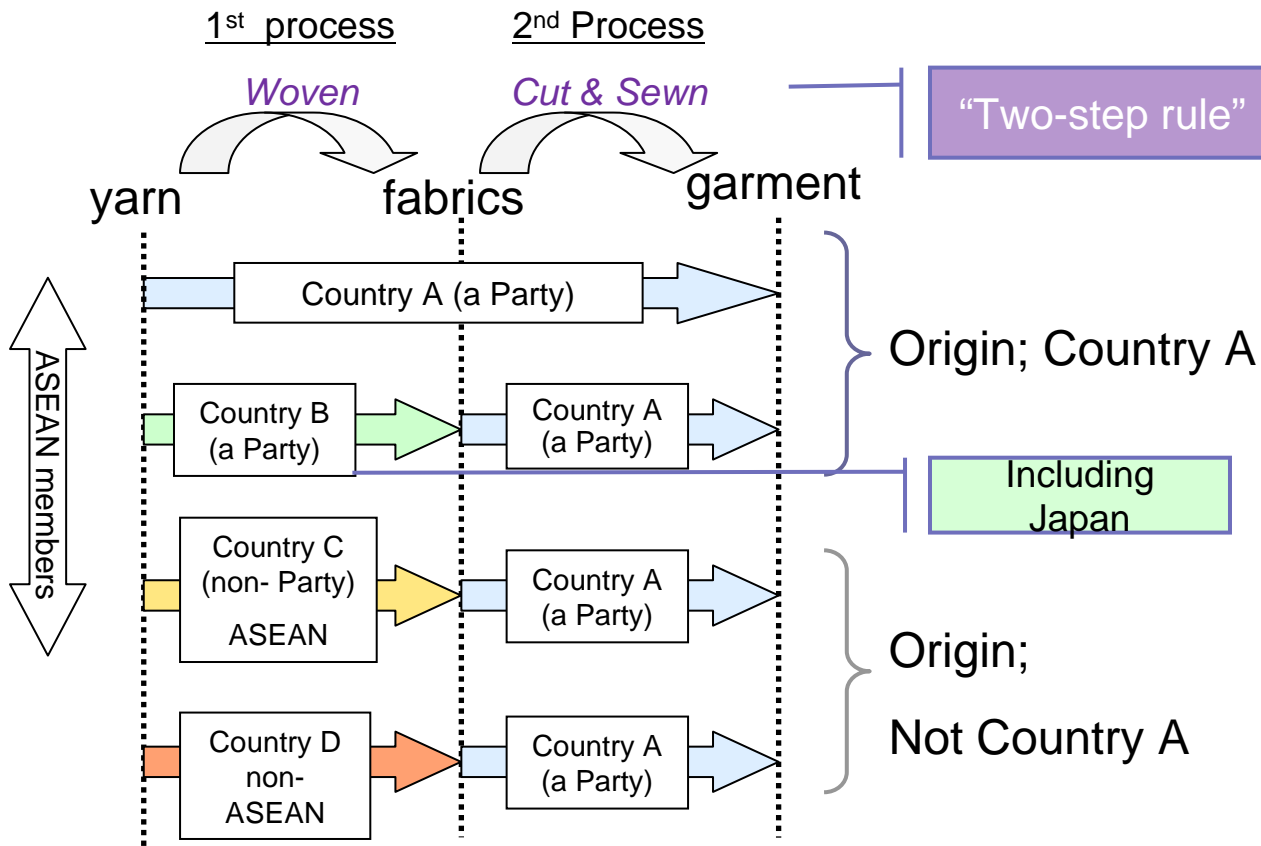 1st process
2nd Process
Woven
Cut & Sewn
“Two-step rule”
yarn
fabrics
garment
ASEAN members
Country A (a Party)
Origin; Country A
Country B
(a Party)
Country A
(a Party)
Including
Japan
Country C
(non- Party)
ASEAN
Country A
(a Party)
Origin;
Not Country A
Country D
non-
ASEAN
Country A
(a Party)